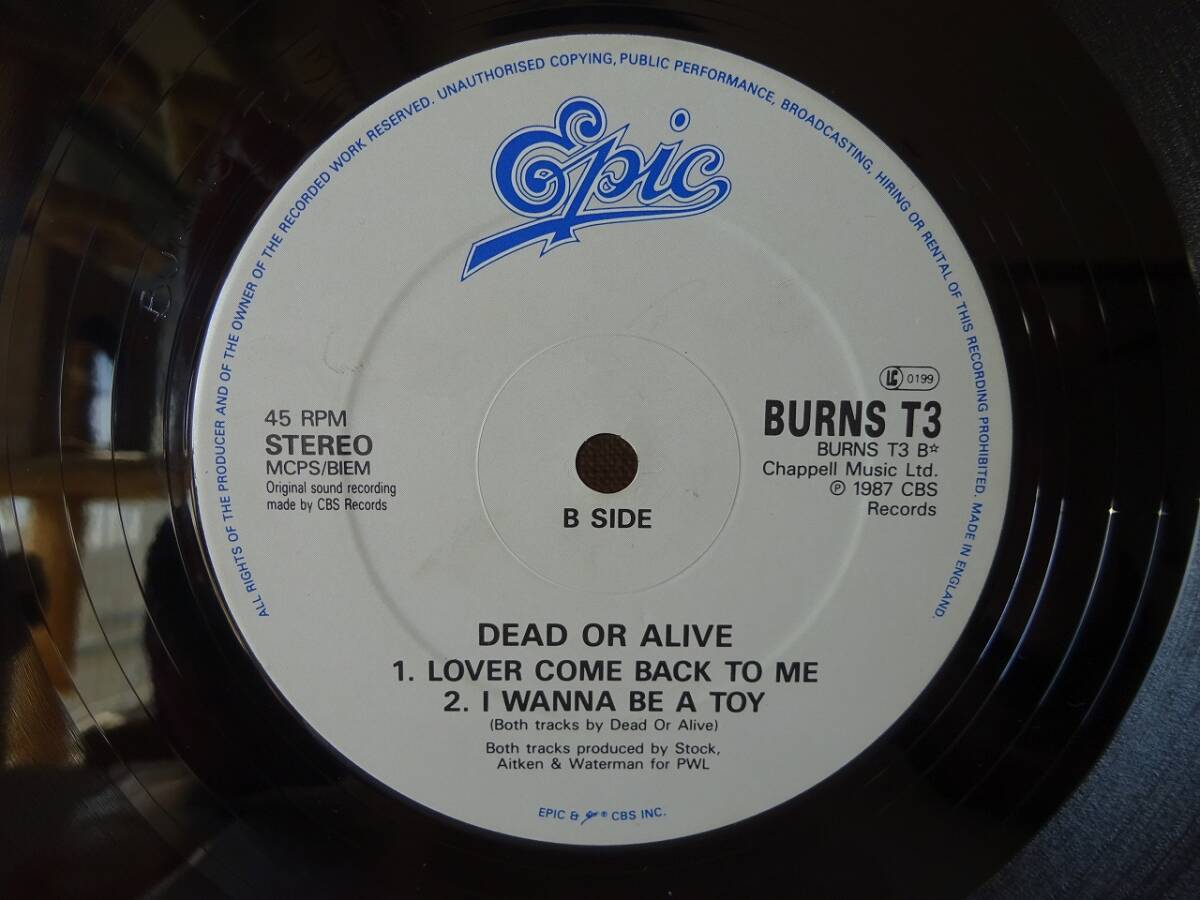 ALL RIGHTS OF THE PRODUCER AND OF THE OWNER OF THE RECORDED WORK RESERVED. UNAUTHORISED COPYING, PUBLIC PERFORMANCE, BROADCASTING, HIRING OR RENTAL OF THIS RECORDING PROHIBITED. MADE IN ENGLAND.
Epic
45 RPM
STEREO
MCPS/BIEM
Original sound recording
made by CBS Records
LC 0199
BURNS T3
BURNS T3 B☆
Chappell Music Ltd.
℗ 1987 CBS
Records
B SIDE
DEAD OR ALIVE
1. LOVER COME BACK TO ME
2. I WANNA BE A TOY
(Both tracks by Dead Or Alive)
Both tracks produced by Stock,
Aitken & Waterman for PWL
EPIC & ® CBS INC.